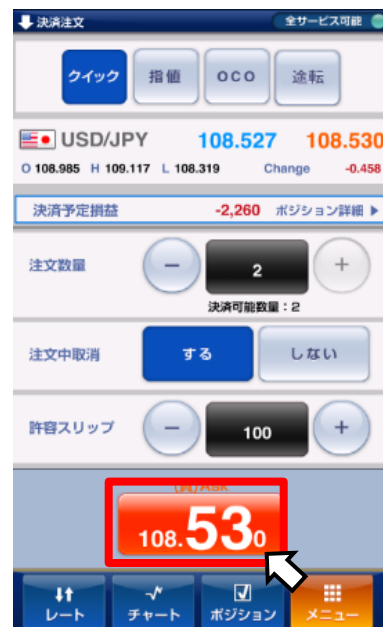 決済注文 全サービス可能
クイック 指値 OCO 途転
USD/JPY 108.527 108.530
O 108.985 H 109.117 L 108.319 Change -0.458
決済予定損益 -2,260 ポジション詳細 ▶
注文数量 − 2 +
決済可能数量：2
注文中取消 する しない
許容スリップ − 100 +
(買)Ask
108.530
レート チャート ポジション メニュー